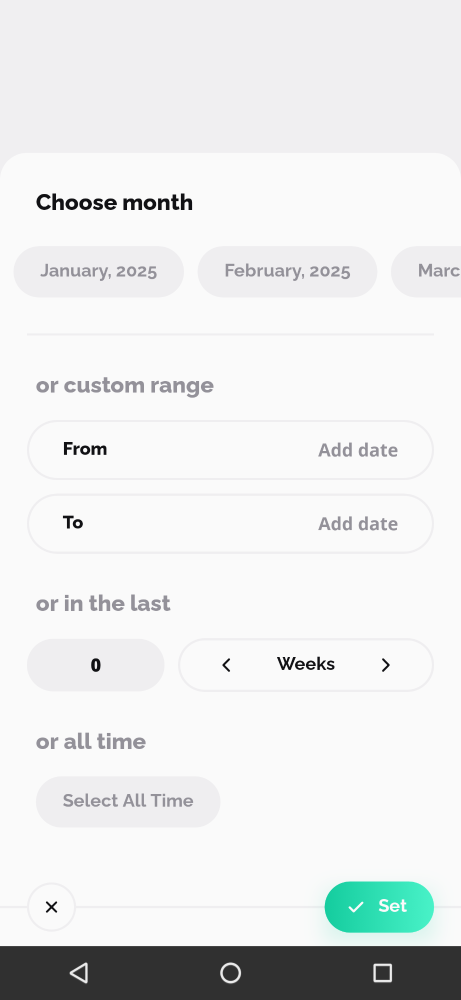 Choose month
January, 2025
February, 2025
Marc
or custom range
From
Add date
To
Add date
or in the last
0
Weeks
or all time
Select All Time
Set